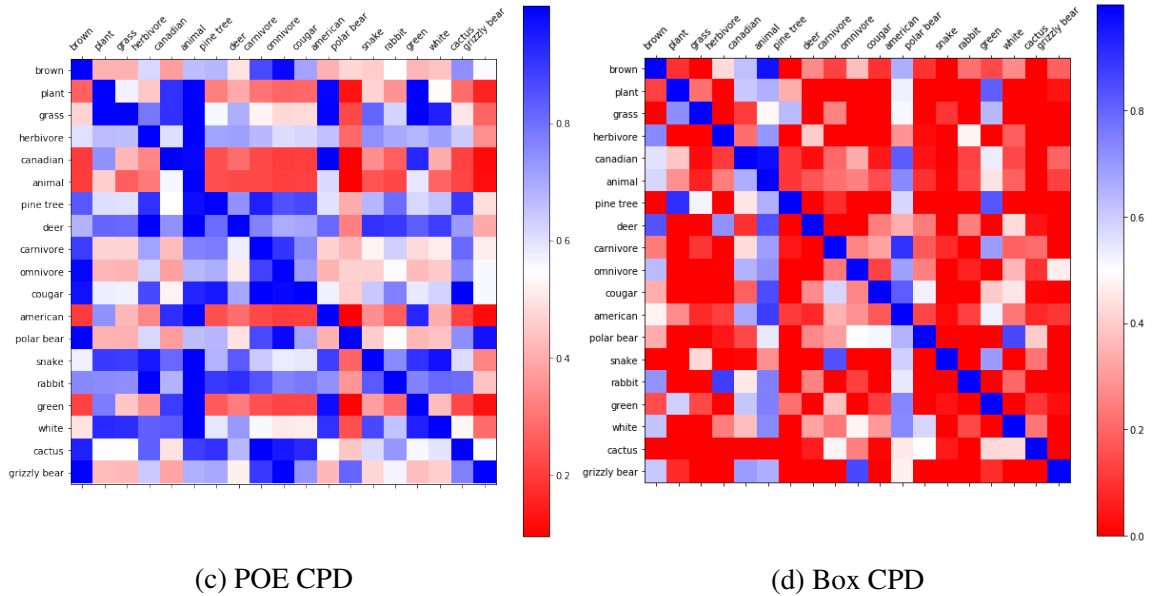 brown plant grass herbivore canadian animal pine tree deer carnivore omnivore cougar american polar bear snake rabbit green white cactus grizzly bear
brown
plant
grass
herbivore
canadian
animal
pine tree
deer
carnivore
omnivore
cougar
american
polar bear
snake
rabbit
green
white
cactus
grizzly bear
0.8
0.6
0.4
0.2
(c) POE CPD
brown plant grass herbivore canadian animal pine tree deer carnivore omnivore cougar american polar bear snake rabbit green white cactus grizzly bear
brown
plant
grass
herbivore
canadian
animal
pine tree
deer
carnivore
omnivore
cougar
american
polar bear
snake
rabbit
green
white
cactus
grizzly bear
0.8
0.6
0.4
0.2
0.0
(d) Box CPD